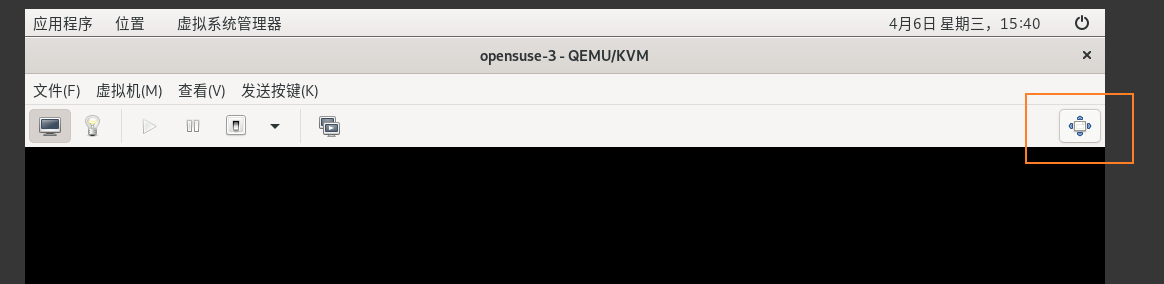 应用程序 位置 虚拟系统管理器 4月6日 星期三，15:40
opensuse-3 - QEMU/KVM
文件(F) 虚拟机(M) 查看(V) 发送按键(K)